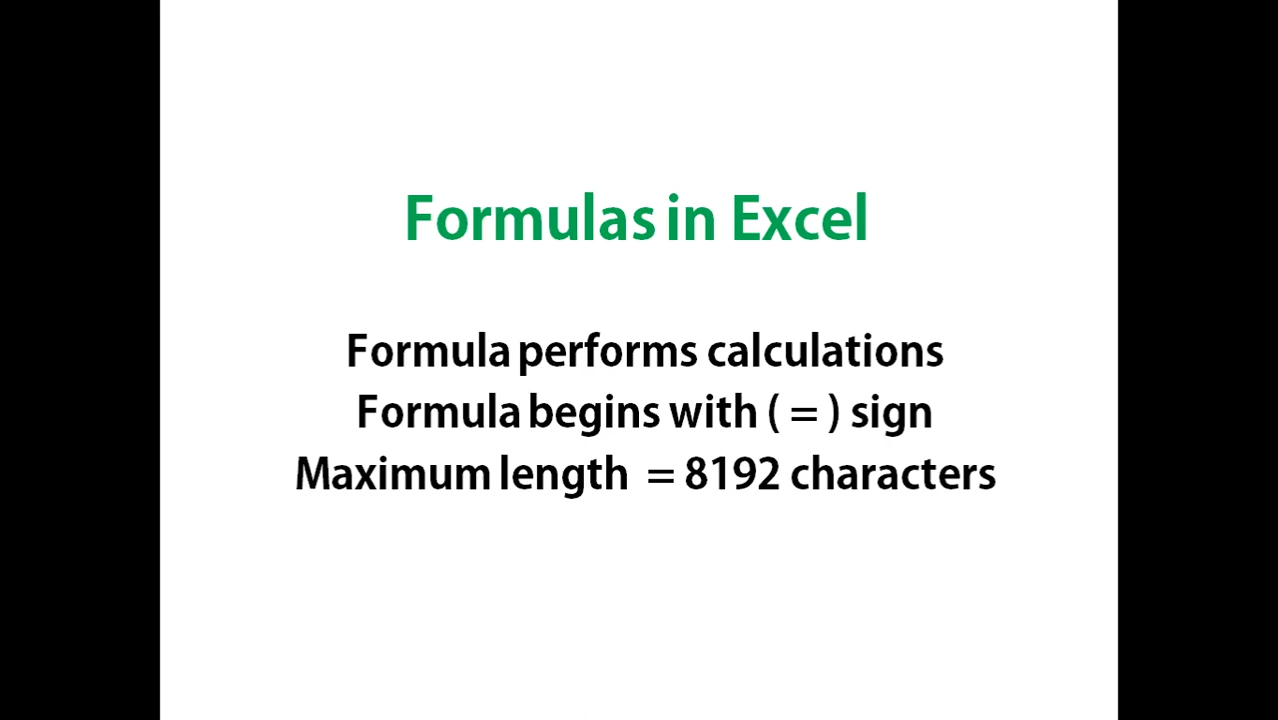 Formulas in Excel
Formula performs calculations
Formula begins with ( = ) sign
Maximum length = 8192 characters